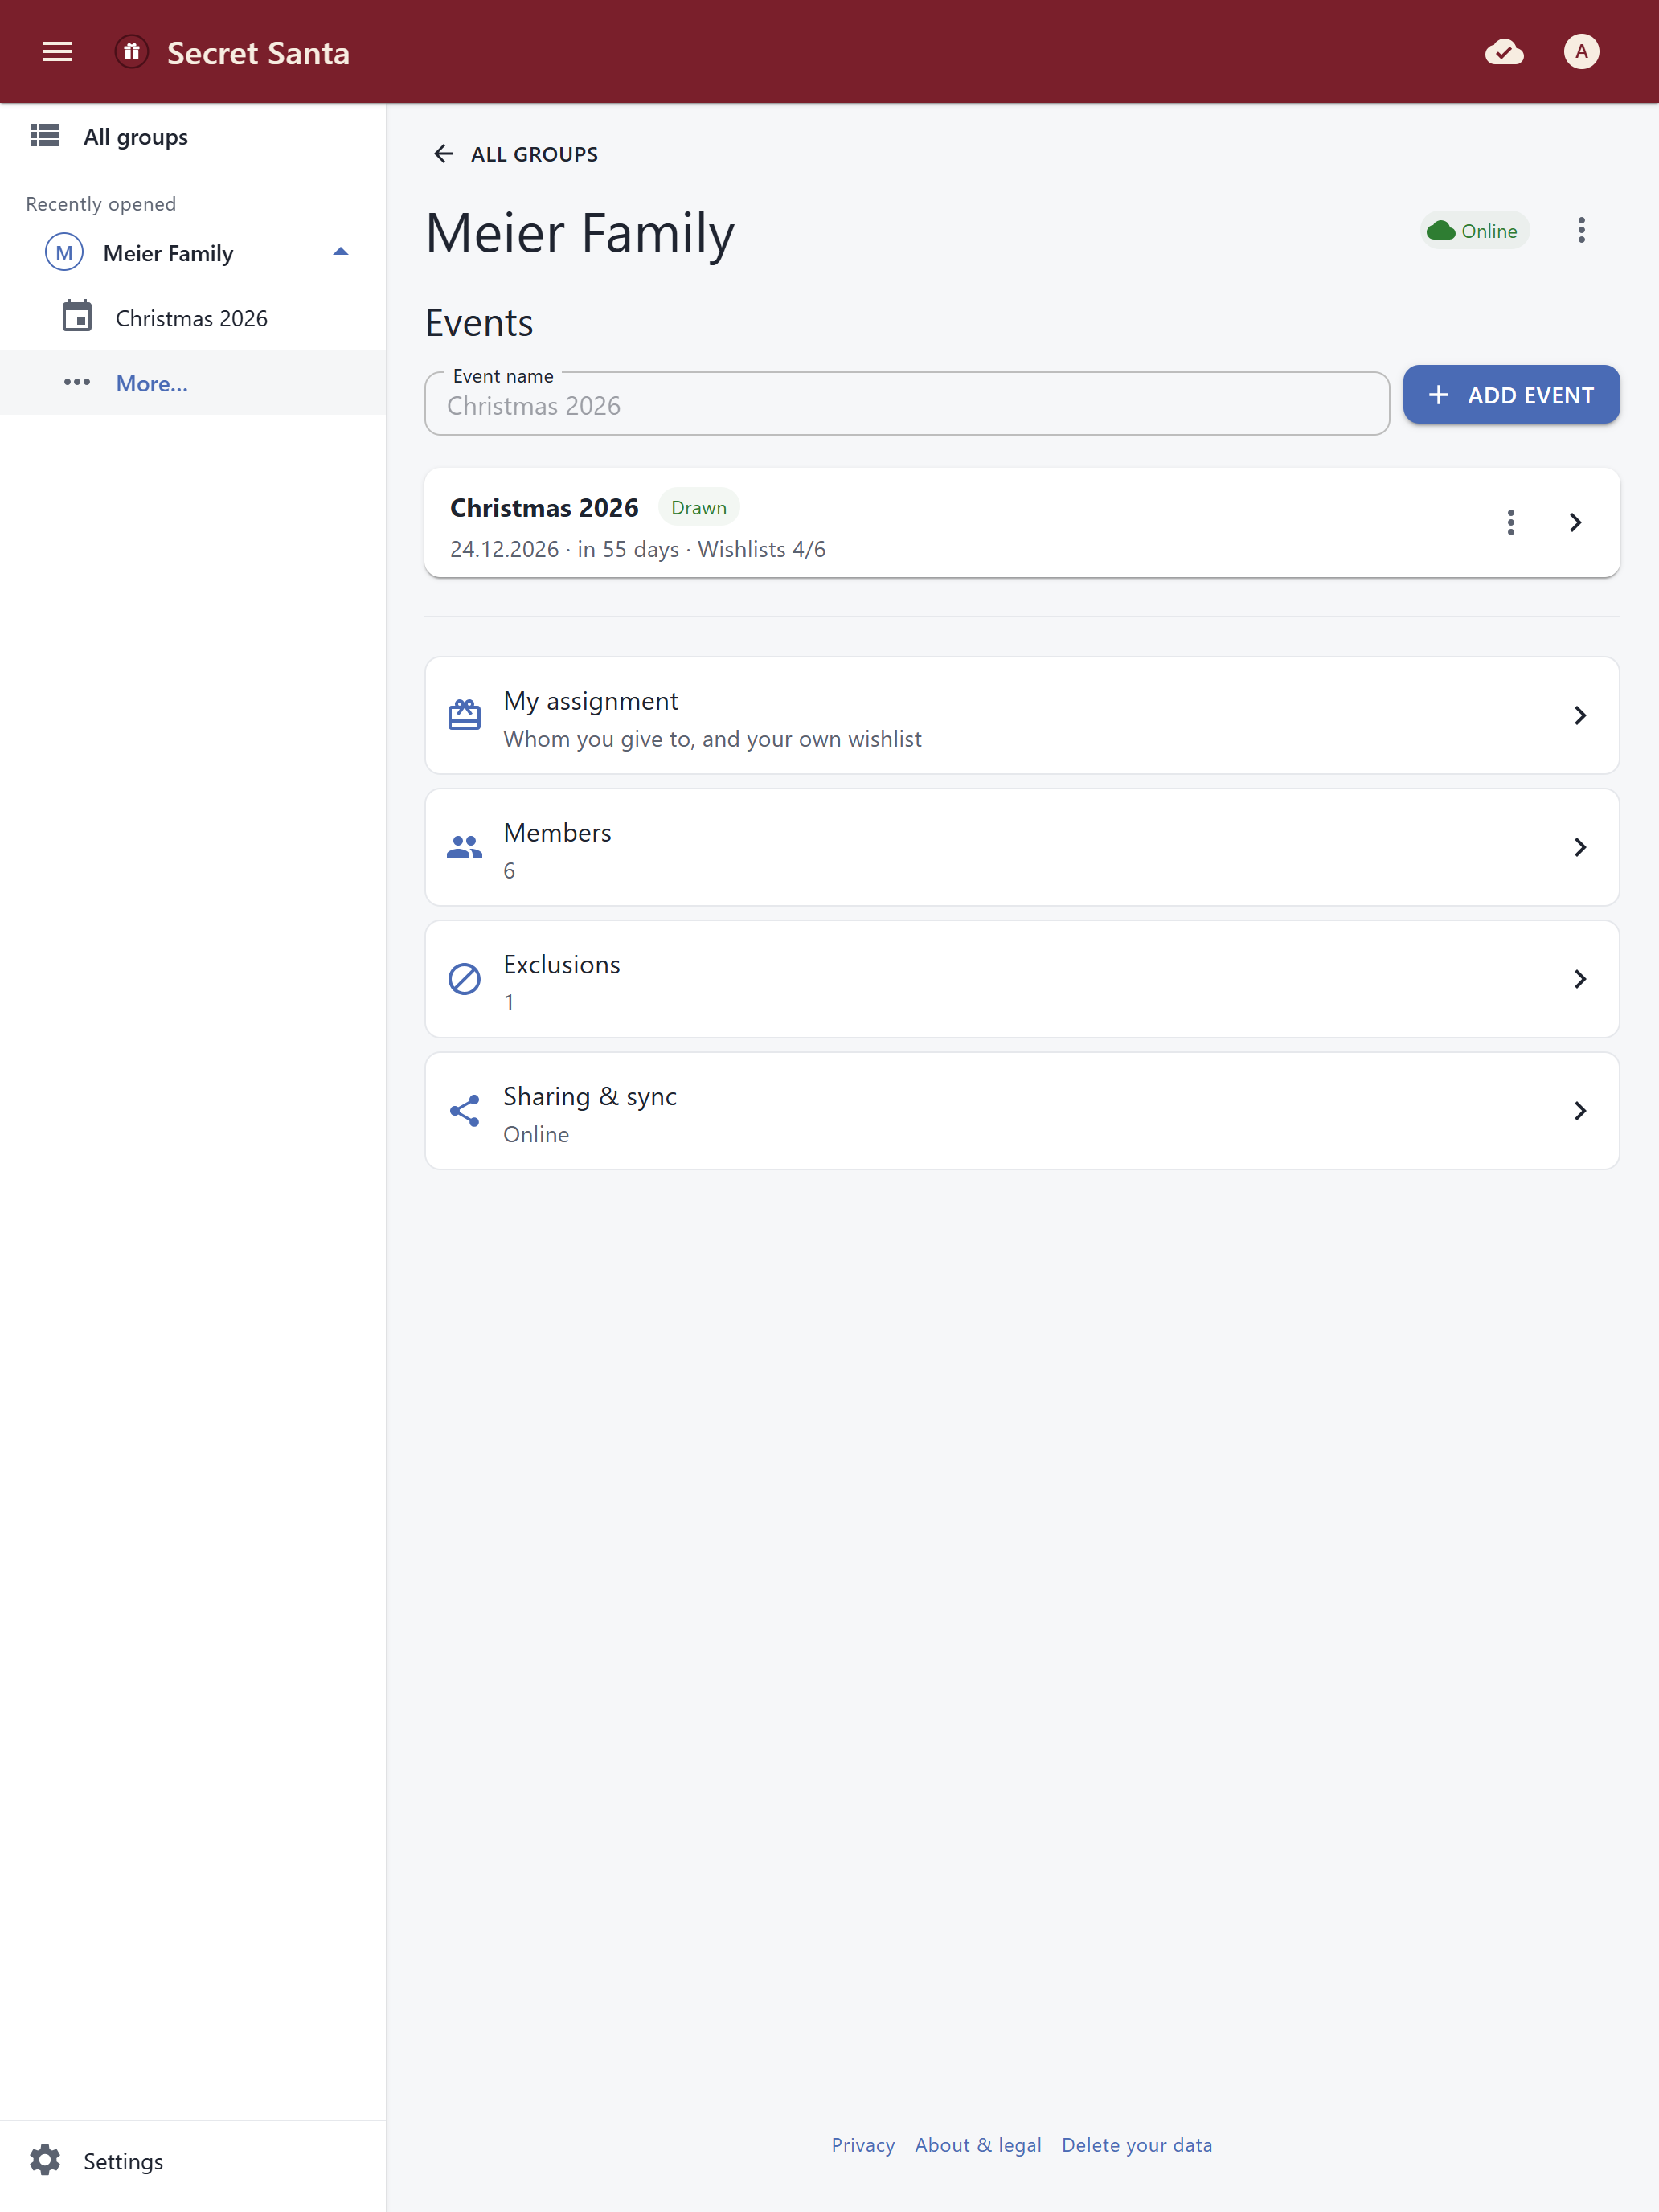 Secret Santa
A
All groups
Recently opened
M Meier Family
Christmas 2026
More...
ALL GROUPS
Meier Family
Online
Events
Event name
Christmas 2026
ADD EVENT
Christmas 2026 Drawn
24.12.2026 · in 55 days · Wishlists 4/6
My assignment
Whom you give to, and your own wishlist
Members
6
Exclusions
1
Sharing & sync
Online
Settings
Privacy About & legal Delete your data